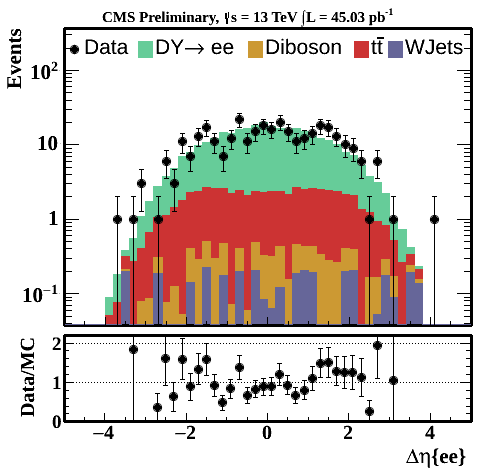 CMS Preliminary, √s = 13 TeV ∫L = 45.03 pb⁻¹
Events
Data DY→ ee Diboson tt̄ WJets
10²
10
1
10⁻¹
Data/MC
2
1
0
−4 −2 0 2 4
Δη{ee}